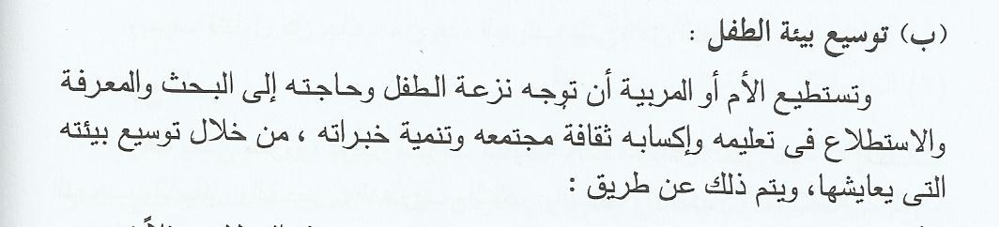 (ب) توسيع بيئة الطفل :
وتستطيع الأم أو المربية أن توجه نزعة الطفل وحاجته إلى البحث والمعرفة
والاستطلاع فى تعليمه وإكسابه ثقافة مجتمعه وتنمية خبراته ، من خلال توسيع بيئته
التى يعايشها، ويتم ذلك عن طريق :